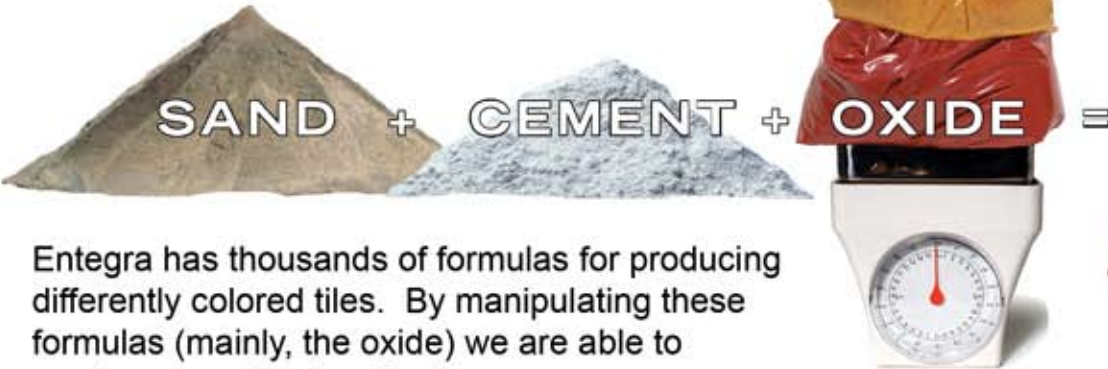 SAND + CEMENT + OXIDE =
Entegra has thousands of formulas for producing
differently colored tiles. By manipulating these
formulas (mainly, the oxide) we are able to